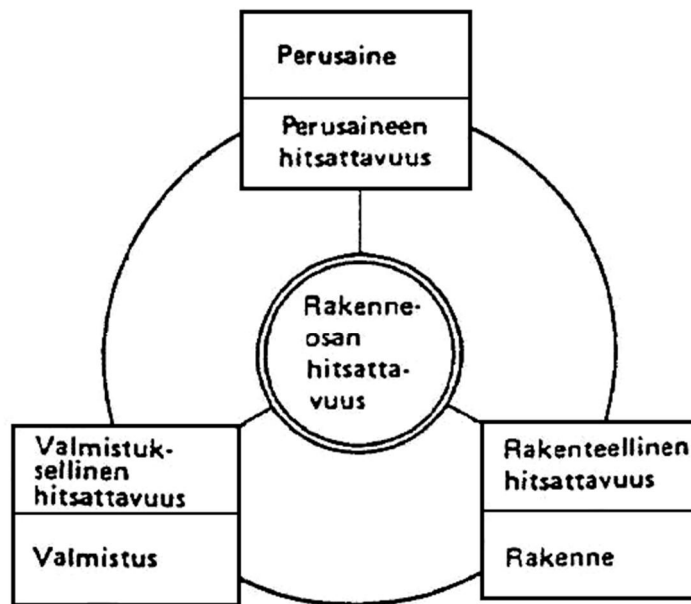 Perusaine
Perusaineen
hitsattavuus
Rakenne-
osan
hitsatta-
vuus
Valmistuk-
sellinen
hitsattavuus
Valmistus
Rakenteellinen
hitsattavuus
Rakenne